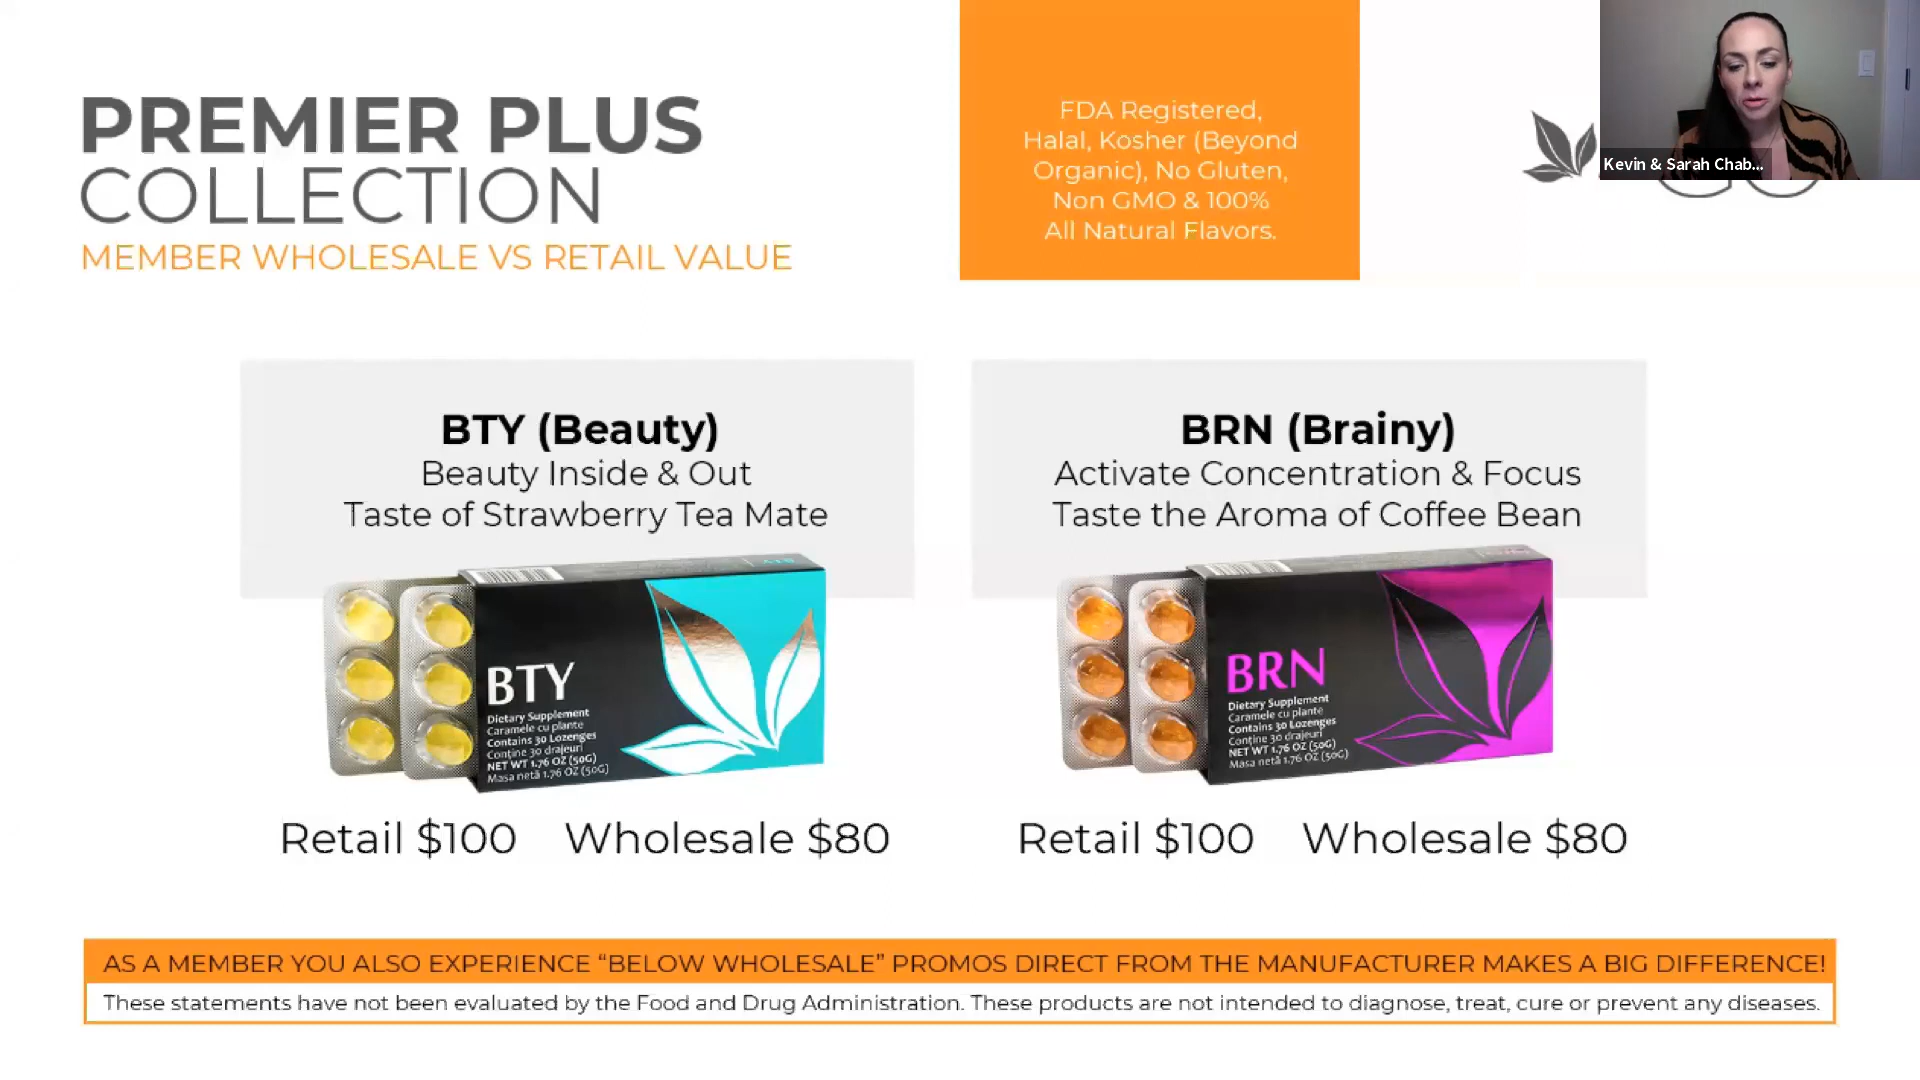 PREMIER PLUS
COLLECTION
MEMBER WHOLESALE VS RETAIL VALUE
FDA Registered,
Halal, Kosher (Beyond
Organic), No Gluten,
Non GMO & 100%
All Natural Flavors.
Kevin & Sarah Chab...
BTY (Beauty)
Beauty Inside & Out
Taste of Strawberry Tea Mate
BTY
Dietary Supplement
Caramele cu plante
Contains 30 Lozenges
Conține 30 drajeuri
NET WT 1.76 OZ (50G)
Masa netă 1.76 OZ (50G)
Retail $100 Wholesale $80
BRN (Brainy)
Activate Concentration & Focus
Taste the Aroma of Coffee Bean
BRN
Dietary Supplement
Caramele cu plante
Contains 30 Lozenges
Conține 30 drajeuri
NET WT 1.76 OZ (50G)
Masa netă 1.76 OZ (50G)
Retail $100 Wholesale $80
AS A MEMBER YOU ALSO EXPERIENCE “BELOW WHOLESALE” PROMOS DIRECT FROM THE MANUFACTURER MAKES A BIG DIFFERENCE!
These statements have not been evaluated by the Food and Drug Administration. These products are not intended to diagnose, treat, cure or prevent any diseases.